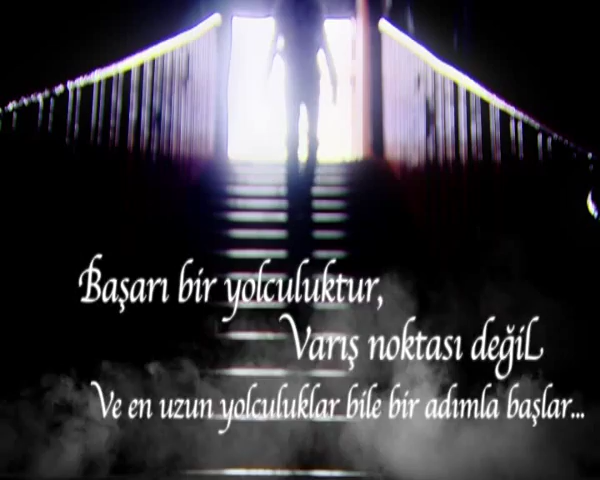 Başarı bir yolculuktur,
Varış noktası değiL
Ve en uzun yolculuklar bile bir adımla başlar...